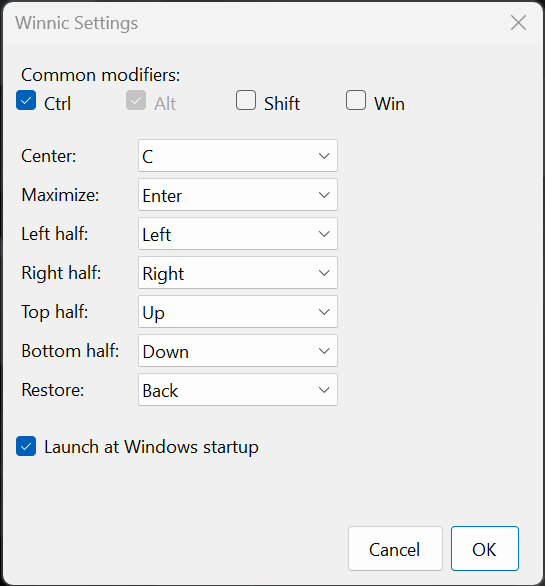 Winnic Settings
Common modifiers:
Ctrl Alt Shift Win
Center: C
Maximize: Enter
Left half: Left
Right half: Right
Top half: Up
Bottom half: Down
Restore: Back
Launch at Windows startup
Cancel OK